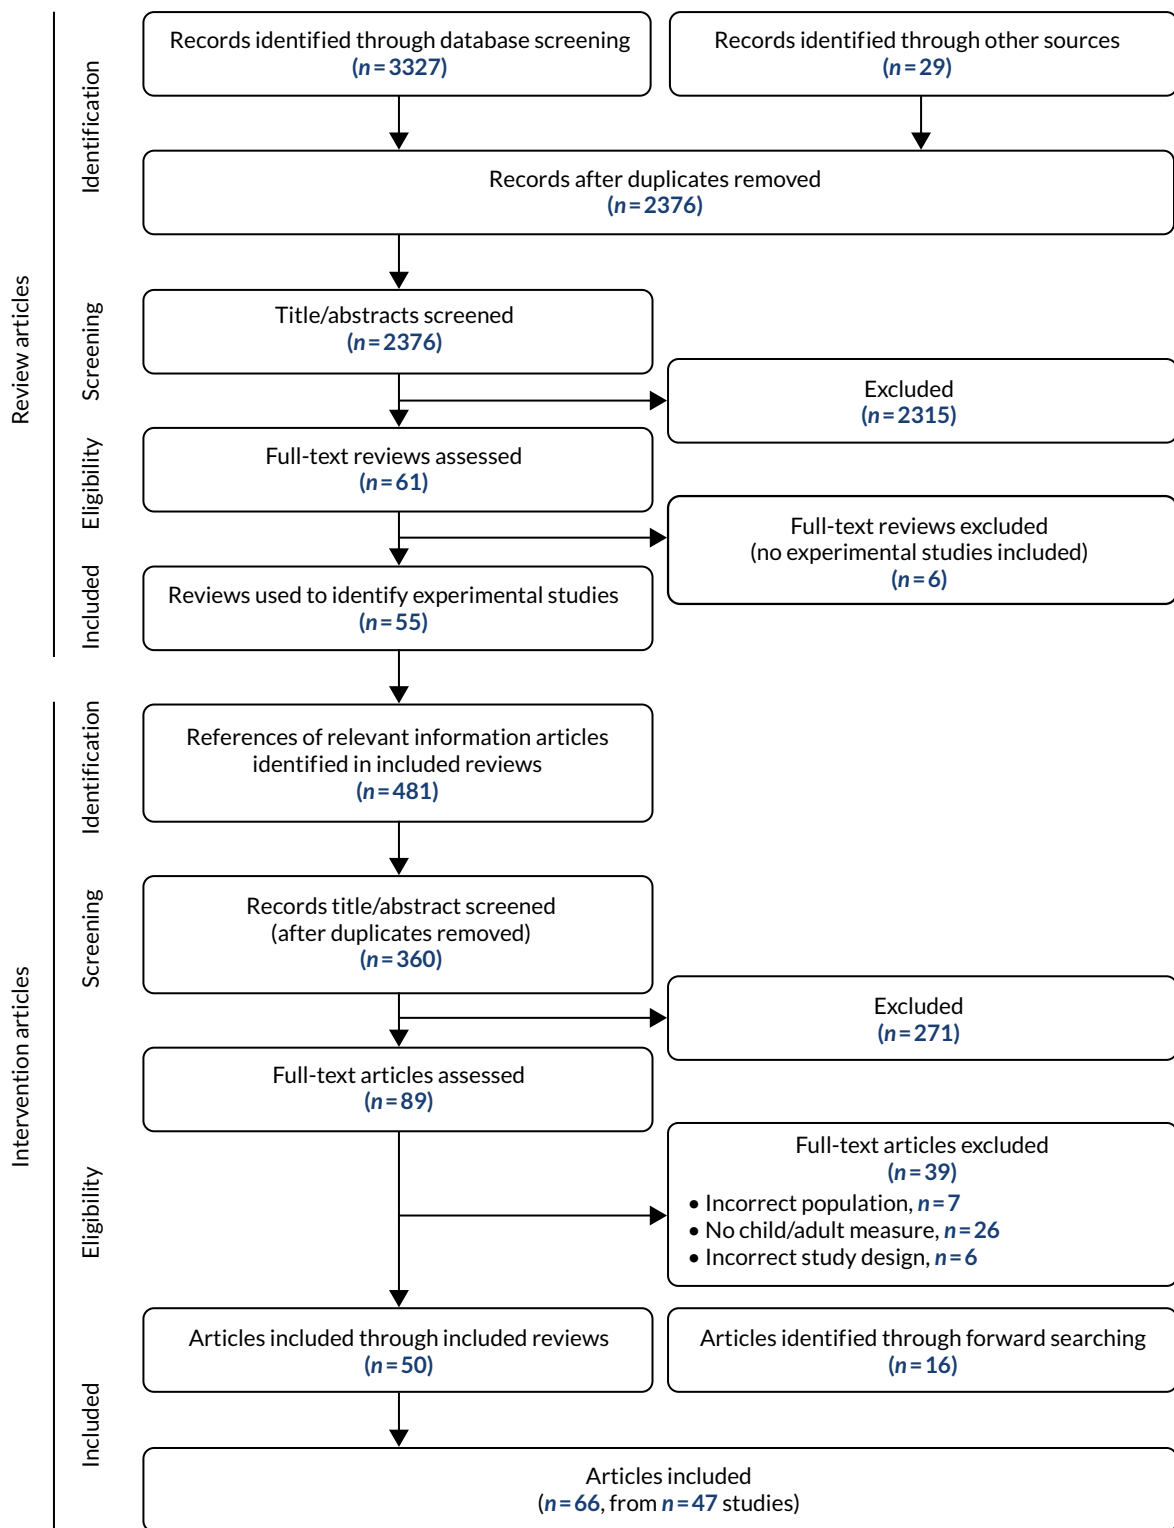 Review articles
Identification
Records identified through database screening
(n=3327)
Records identified through other sources
(n=29)
Records after duplicates removed
(n=2376)
Screening
Title/abstracts screened
(n=2376)
Excluded
(n=2315)
Eligibility
Full-text reviews assessed
(n=61)
Full-text reviews excluded
(no experimental studies included)
(n=6)
Included
Reviews used to identify experimental studies
(n=55)
Intervention articles
Identification
References of relevant information articles
identified in included reviews
(n=481)
Screening
Records title/abstract screened
(after duplicates removed)
(n=360)
Excluded
(n=271)
Eligibility
Full-text articles assessed
(n=89)
Full-text articles excluded
(n=39)
• Incorrect population, n=7
• No child/adult measure, n=26
• Incorrect study design, n=6
Included
Articles included through included reviews
(n=50)
Articles identified through forward searching
(n=16)
Articles included
(n=66, from n=47 studies)